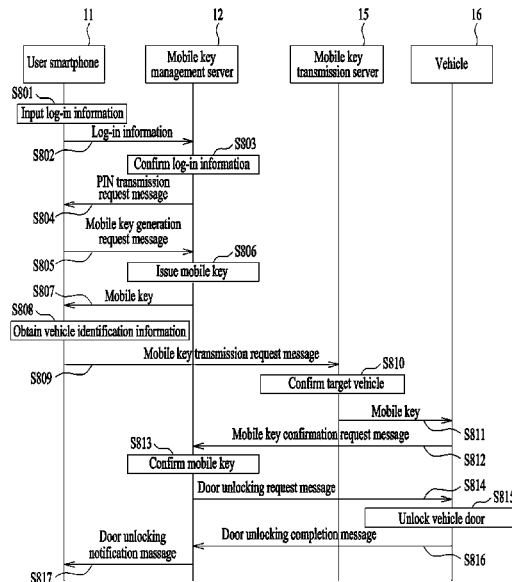 11
12
15
16
User smartphone
Mobile key
management server
Mobile key
transmission server
Vehicle
S801
Input log-in information
Log-in information
S802
S803
Confirm log-in information
PIN transmission
request message
S804
Mobile key generation
request message
S805
S806
Issue mobile key
S807
Mobile key
S808
Obtain vehicle identification information
Mobile key transmission request message
S809
S810
Confirm target vehicle
Mobile key
S811
Mobile key confirmation request message
S812
S813
Confirm mobile key
Door unlocking request message
S814
S815
Unlock vehicle door
Door unlocking completion message
S816
Door unlocking
notification massage
S817